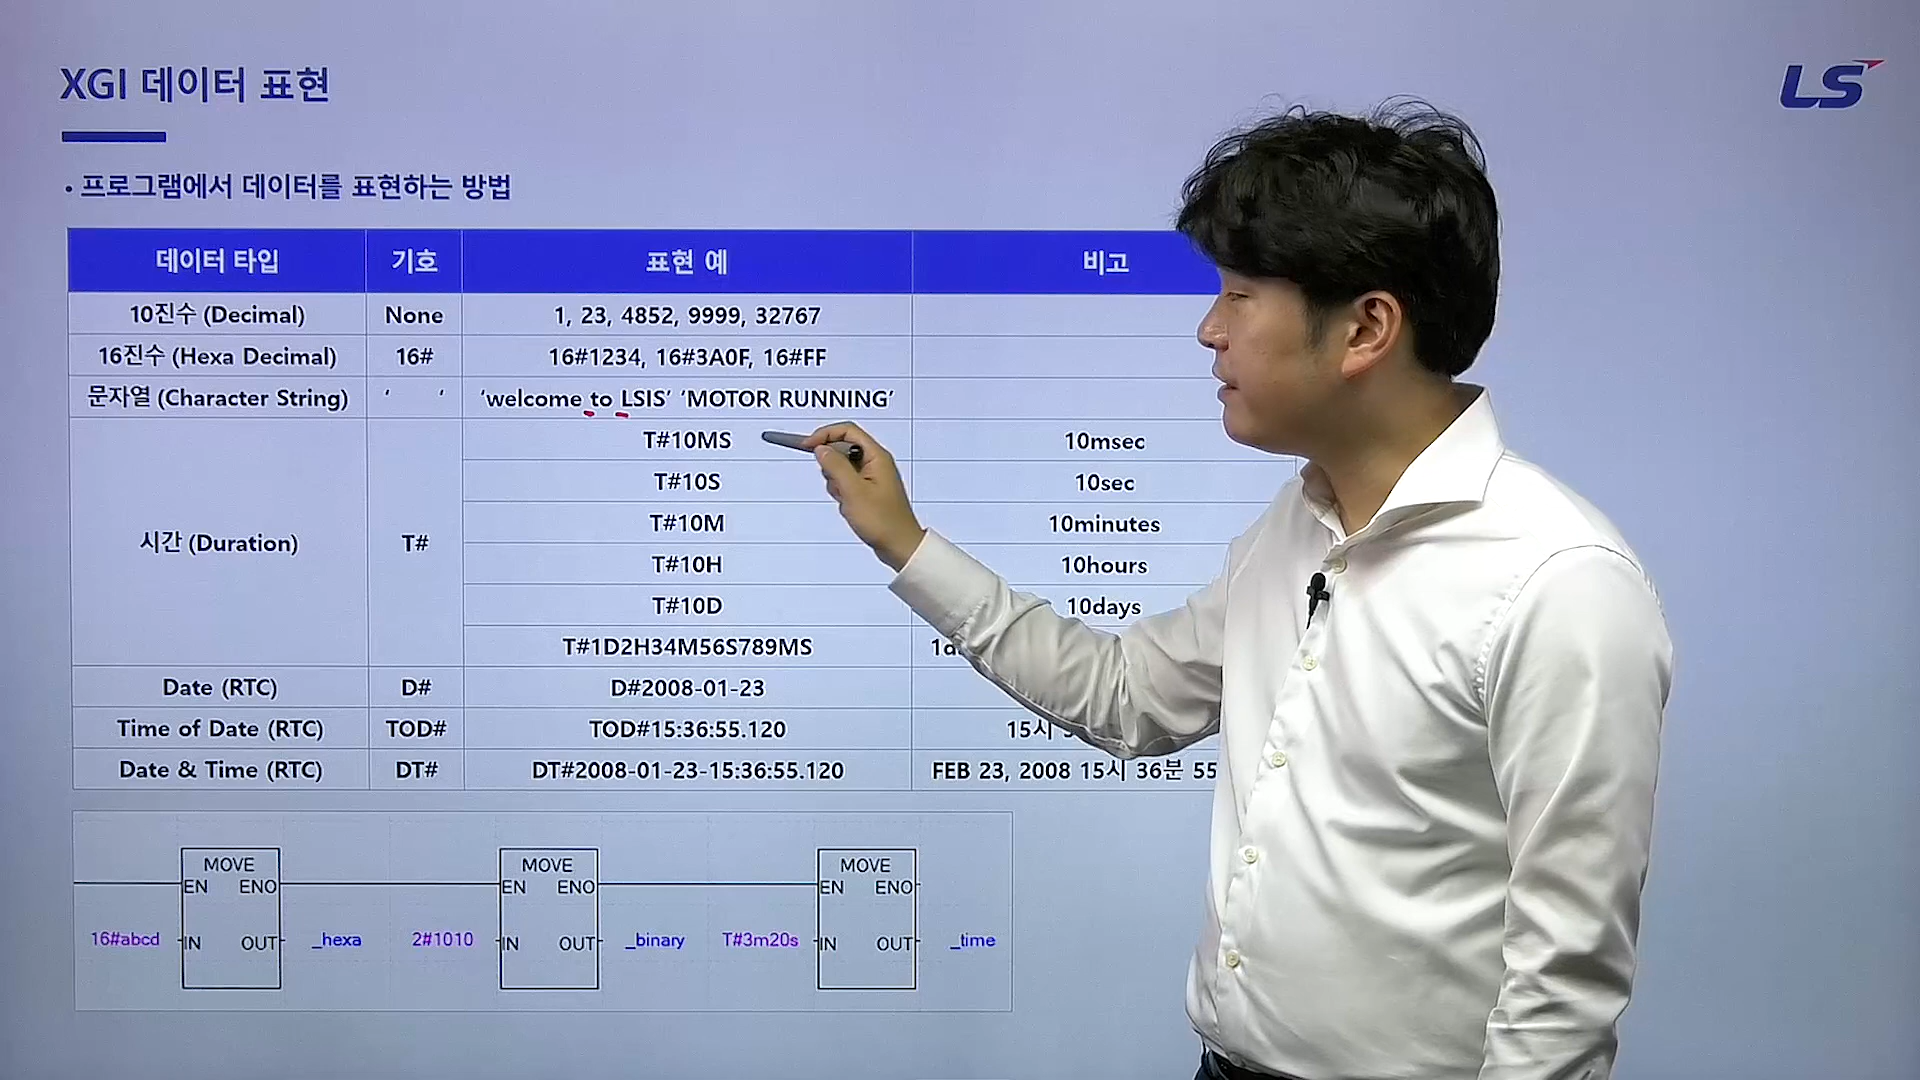 XGI 데이터 표현
LS
• 프로그램에서 데이터를 표현하는 방법
데이터 타입 기호 표현 예 비고
10진수 (Decimal) None 1, 23, 4852, 9999, 32767
16진수 (Hexa Decimal) 16# 16#1234, 16#3A0F, 16#FF
문자열 (Character String) ‘ ‘ ‘welcome to LSIS’ ‘MOTOR RUNNING’
T#10MS 10msec
T#10S 10sec
T#10M 10minutes
시간 (Duration) T#
T#10H 10hours
T#10D 10days
T#1D2H34M56S789MS
Date (RTC) D# D#2008-01-23
Time of Date (RTC) TOD# TOD#15:36:55.120 15시
Date & Time (RTC) DT# DT#2008-01-23-15:36:55.120 FEB 23, 2008 15시 36분 55
MOVE MOVE MOVE
EN ENO EN ENO EN ENO
16#abcd IN OUT _hexa 2#1010 IN OUT _binary T#3m20s IN OUT _time